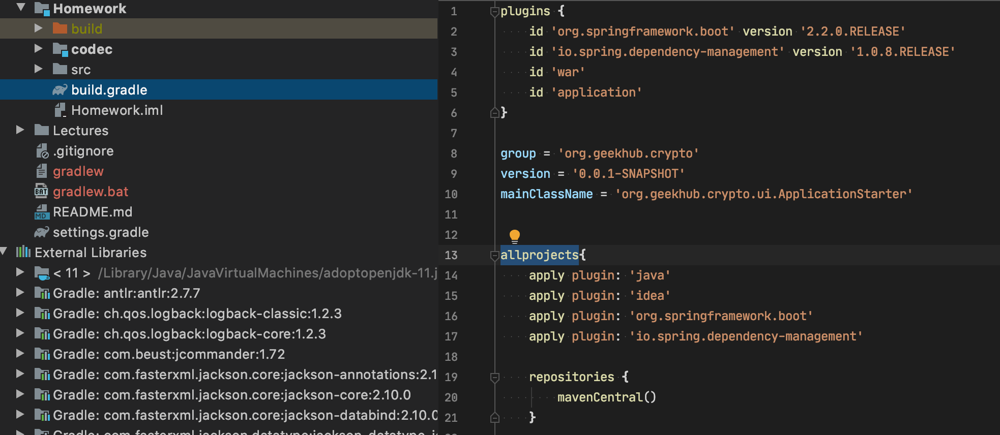 Homework
build
codec
src
build.gradle
Homework.iml
Lectures
.gitignore
gradlew
BAT gradlew.bat
MD README.md
settings.gradle
External Libraries
< 11 > /Library/Java/JavaVirtualMachines/adoptopenjdk-11.j
Gradle: antlr:antlr:2.7.7
Gradle: ch.qos.logback:logback-classic:1.2.3
Gradle: ch.qos.logback:logback-core:1.2.3
Gradle: com.beust:jcommander:1.72
Gradle: com.fasterxml.jackson.core:jackson-annotations:2.1
Gradle: com.fasterxml.jackson.core:jackson-core:2.10.0
Gradle: com.fasterxml.jackson.core:jackson-databind:2.10.0
1 plugins {
2 id 'org.springframework.boot' version '2.2.0.RELEASE'
3 id 'io.spring.dependency-management' version '1.0.8.RELEASE'
4 id 'war'
5 id 'application'
6 }
7
8 group = 'org.geekhub.crypto'
9 version = '0.0.1-SNAPSHOT'
10 mainClassName = 'org.geekhub.crypto.ui.ApplicationStarter'
11
12
13 allprojects{
14 apply plugin: 'java'
15 apply plugin: 'idea'
16 apply plugin: 'org.springframework.boot'
17 apply plugin: 'io.spring.dependency-management'
18
19 repositories {
20 mavenCentral()
21 }